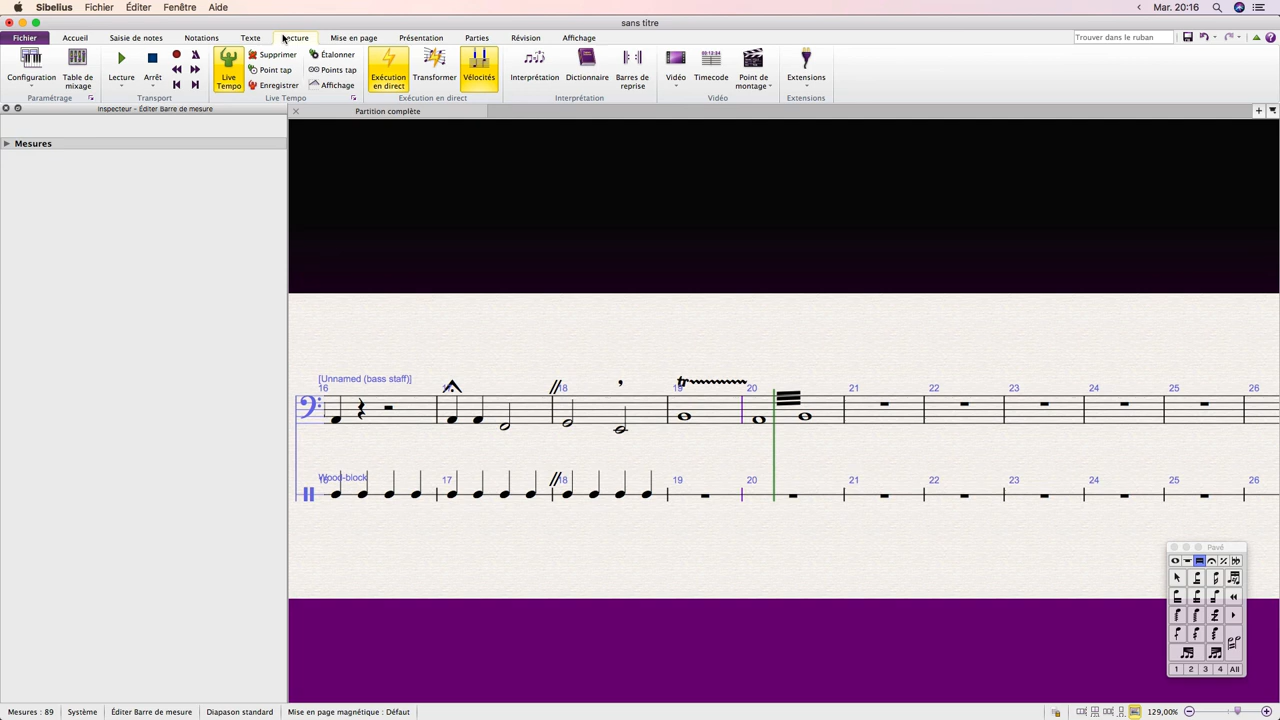 Sibelius Fichier Éditer Fenêtre Aide Mar. 20:16
sans titre
Fichier Accueil Saisie de notes Notations Texte Lecture Mise en page Présentation Parties Révision Affichage Trouver dans le ruban
Supprimer Étalonner
Point tap Points tap
Configuration Table de mixage Lecture Arrêt Live Tempo Enregistrer Affichage Exécution en direct Transformer Vélocités Interprétation Dictionnaire Barres de reprise Vidéo Timecode Point de montage Extensions
Paramétrage Transport Live Tempo Exécution en direct Interprétation Vidéo Extensions
Inspecteur - Éditer Barre de mesure Partition complète
Mesures
[Unnamed (bass staff)]
16 18 19 20 21 22 23 24 25 26
tr
Wood-block
17 18 19 20 21 22 23 24 25 26
Pavé
1 2 3 4 All
Mesures : 89 Système Éditer Barre de mesure Diapason standard Mise en page magnétique : Défaut 129,00%